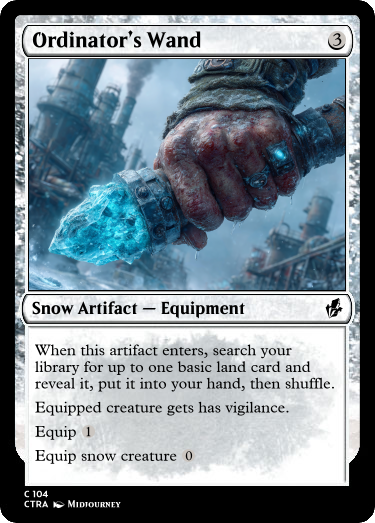 Ordinator's Wand 3
Snow Artifact — Equipment
When this artifact enters, search your
library for up to one basic land card and
reveal it, put it into your hand, then shuffle.
Equipped creature gets has vigilance.
Equip 1
Equip snow creature 0
C 104
CTRA Midjourney